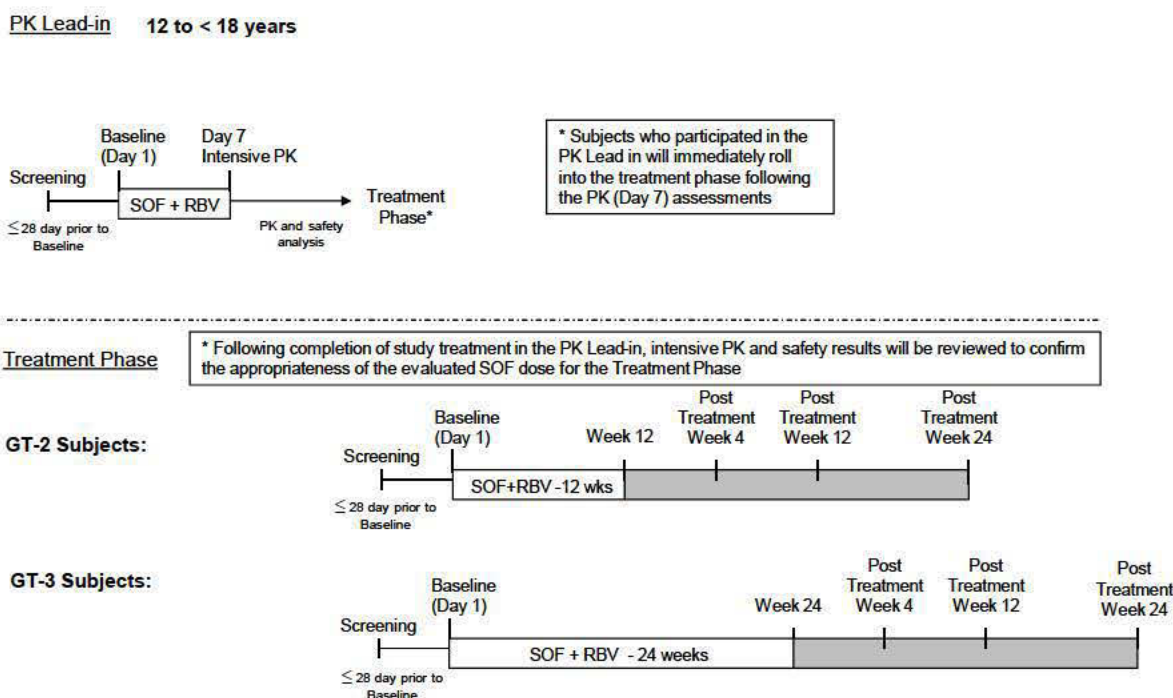 PK Lead-in 12 to < 18 years
Baseline
(Day 1)
Day 7
Intensive PK
Screening
SOF + RBV
≤ 28 day prior to
Baseline
PK and safety
analysis
Treatment
Phase*
* Subjects who participated in the
PK Lead in will immediately roll
into the treatment phase following
the PK (Day 7) assessments
Treatment Phase
* Following completion of study treatment in the PK Lead-in, intensive PK and safety results will be reviewed to confirm
the appropriateness of the evaluated SOF dose for the Treatment Phase
GT-2 Subjects:
Screening
≤ 28 day prior to
Baseline
Baseline
(Day 1)
SOF+RBV -12 wks
Week 12
Post
Treatment
Week 4
Post
Treatment
Week 12
Post
Treatment
Week 24
GT-3 Subjects:
Screening
≤ 28 day prior to
Baseline
Baseline
(Day 1)
SOF + RBV - 24 weeks
Week 24
Post
Treatment
Week 4
Post
Treatment
Week 12
Post
Treatment
Week 24